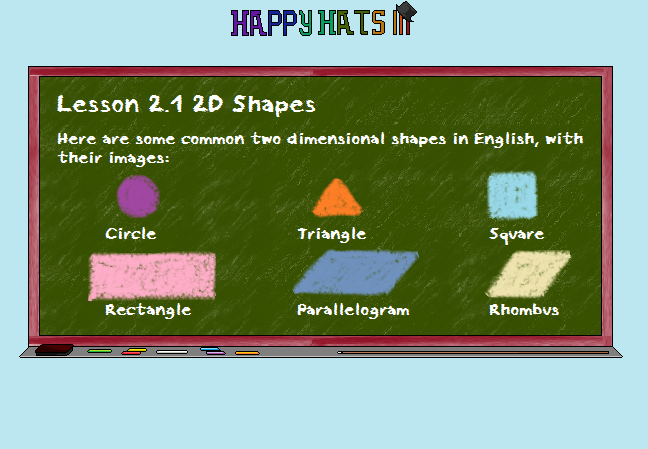 HAPPY HATS
Lesson 2.1 2D Shapes
Here are some common two dimensional shapes in English, with
their images:
Circle Triangle Square
Rectangle Parallelogram Rhombus